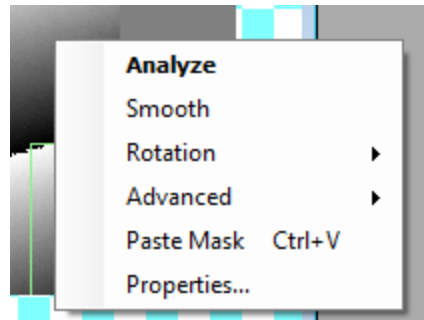 Analyze
Smooth
Rotation
Advanced
Paste Mask Ctrl+V
Properties...